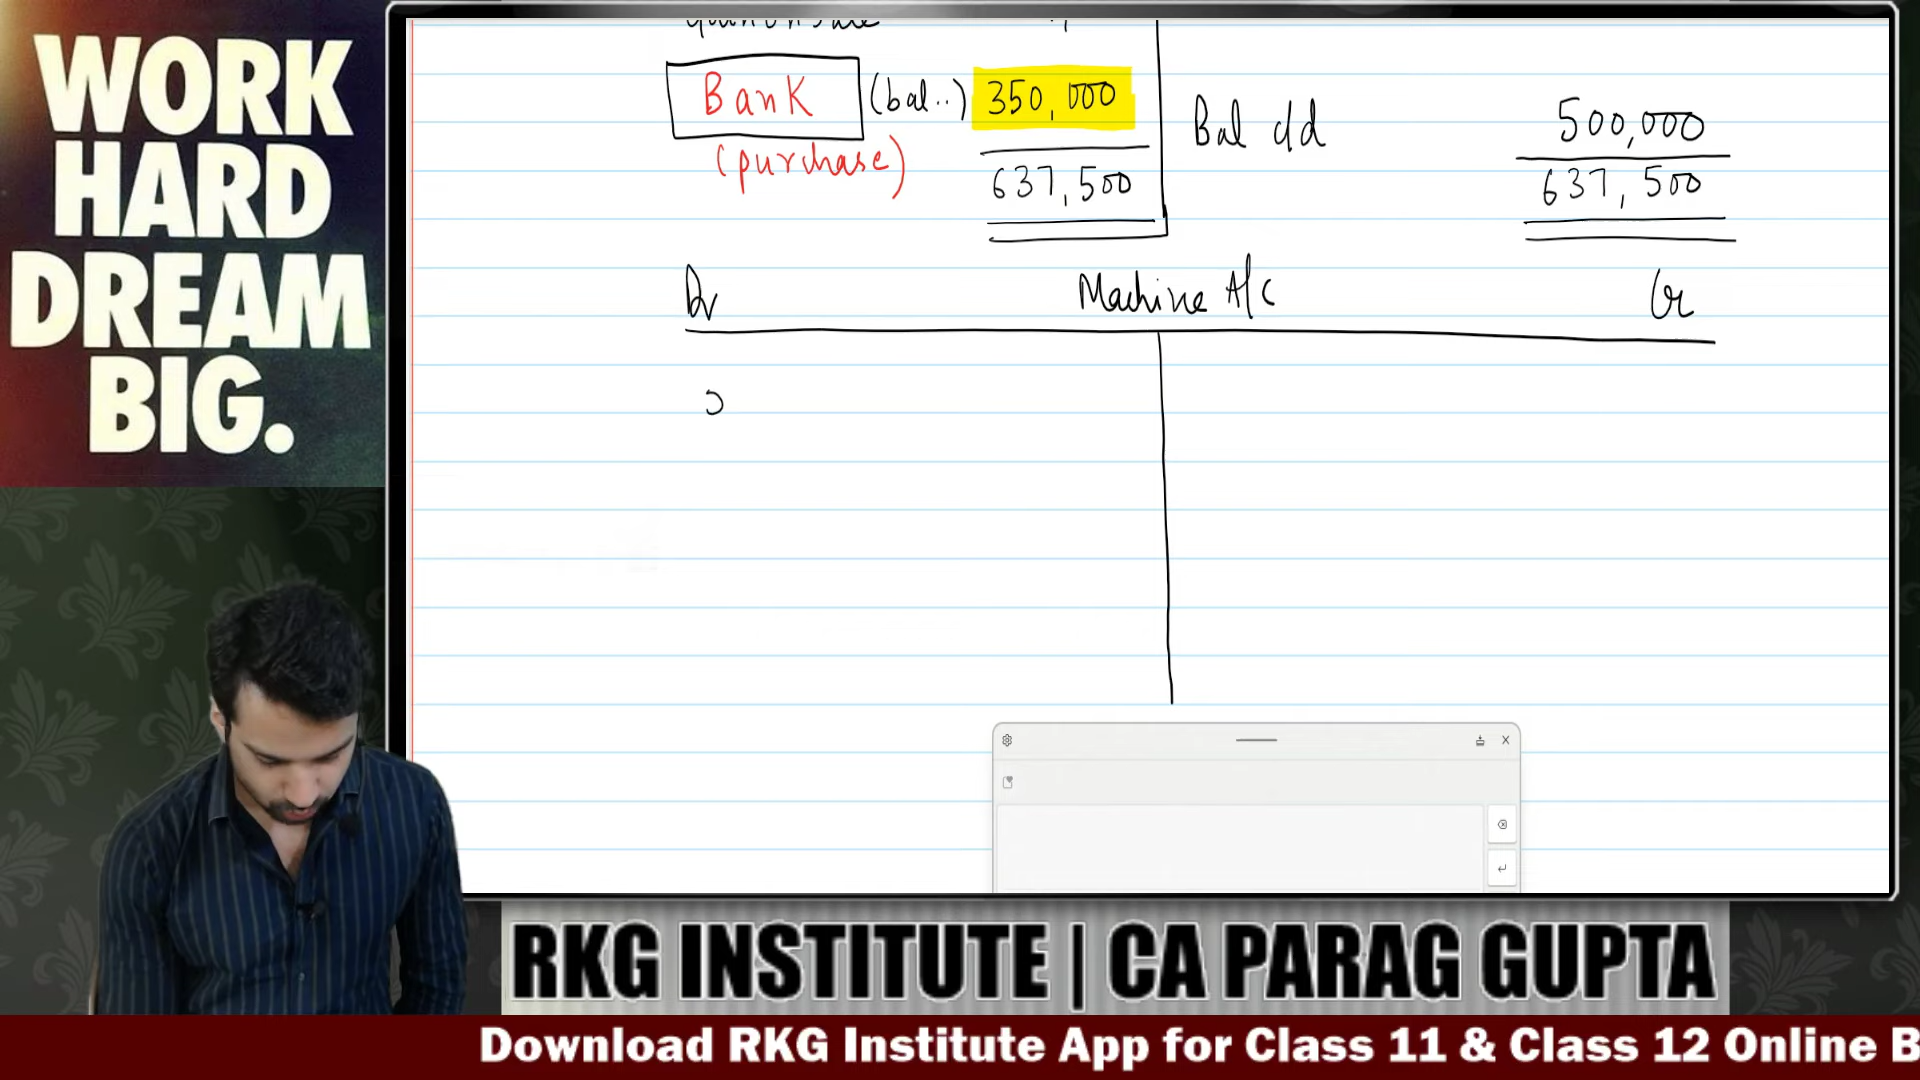 WORK
HARD
DREAM
BIG.
Bank (bal..) 350,000
(purchase)
637,500
Bal c/d 500,000
637,500
Dr Machine A/c Cr
RKG INSTITUTE | CA PARAG GUPTA
Download RKG Institute App for Class 11 & Class 12 Online B